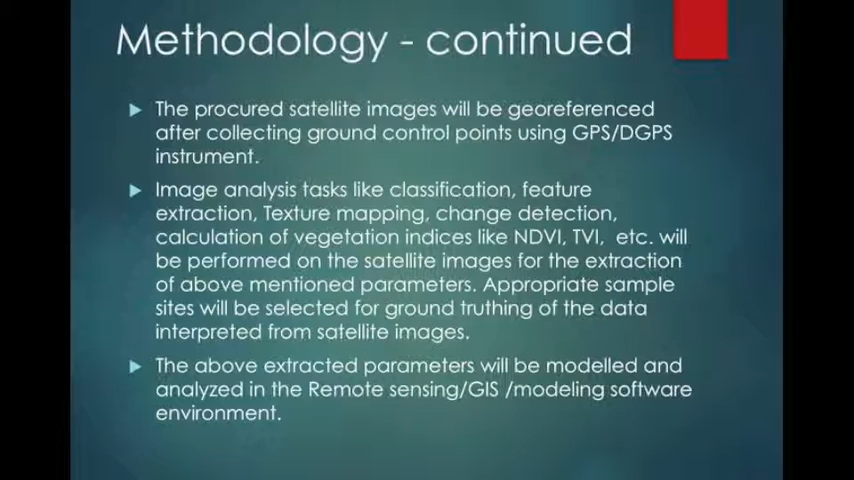 Methodology - continued
The procured satellite images will be georeferenced
after collecting ground control points using GPS/DGPS
instrument.
Image analysis tasks like classification, feature
extraction, Texture mapping, change detection,
calculation of vegetation indices like NDVI, TVI,  etc. will
be performed on the satellite images for the extraction
of above mentioned parameters. Appropriate sample
sites will be selected for ground truthing of the data
interpreted from satellite images.
The above extracted parameters will be modelled and
analyzed in the Remote sensing/GIS /modeling software
environment.